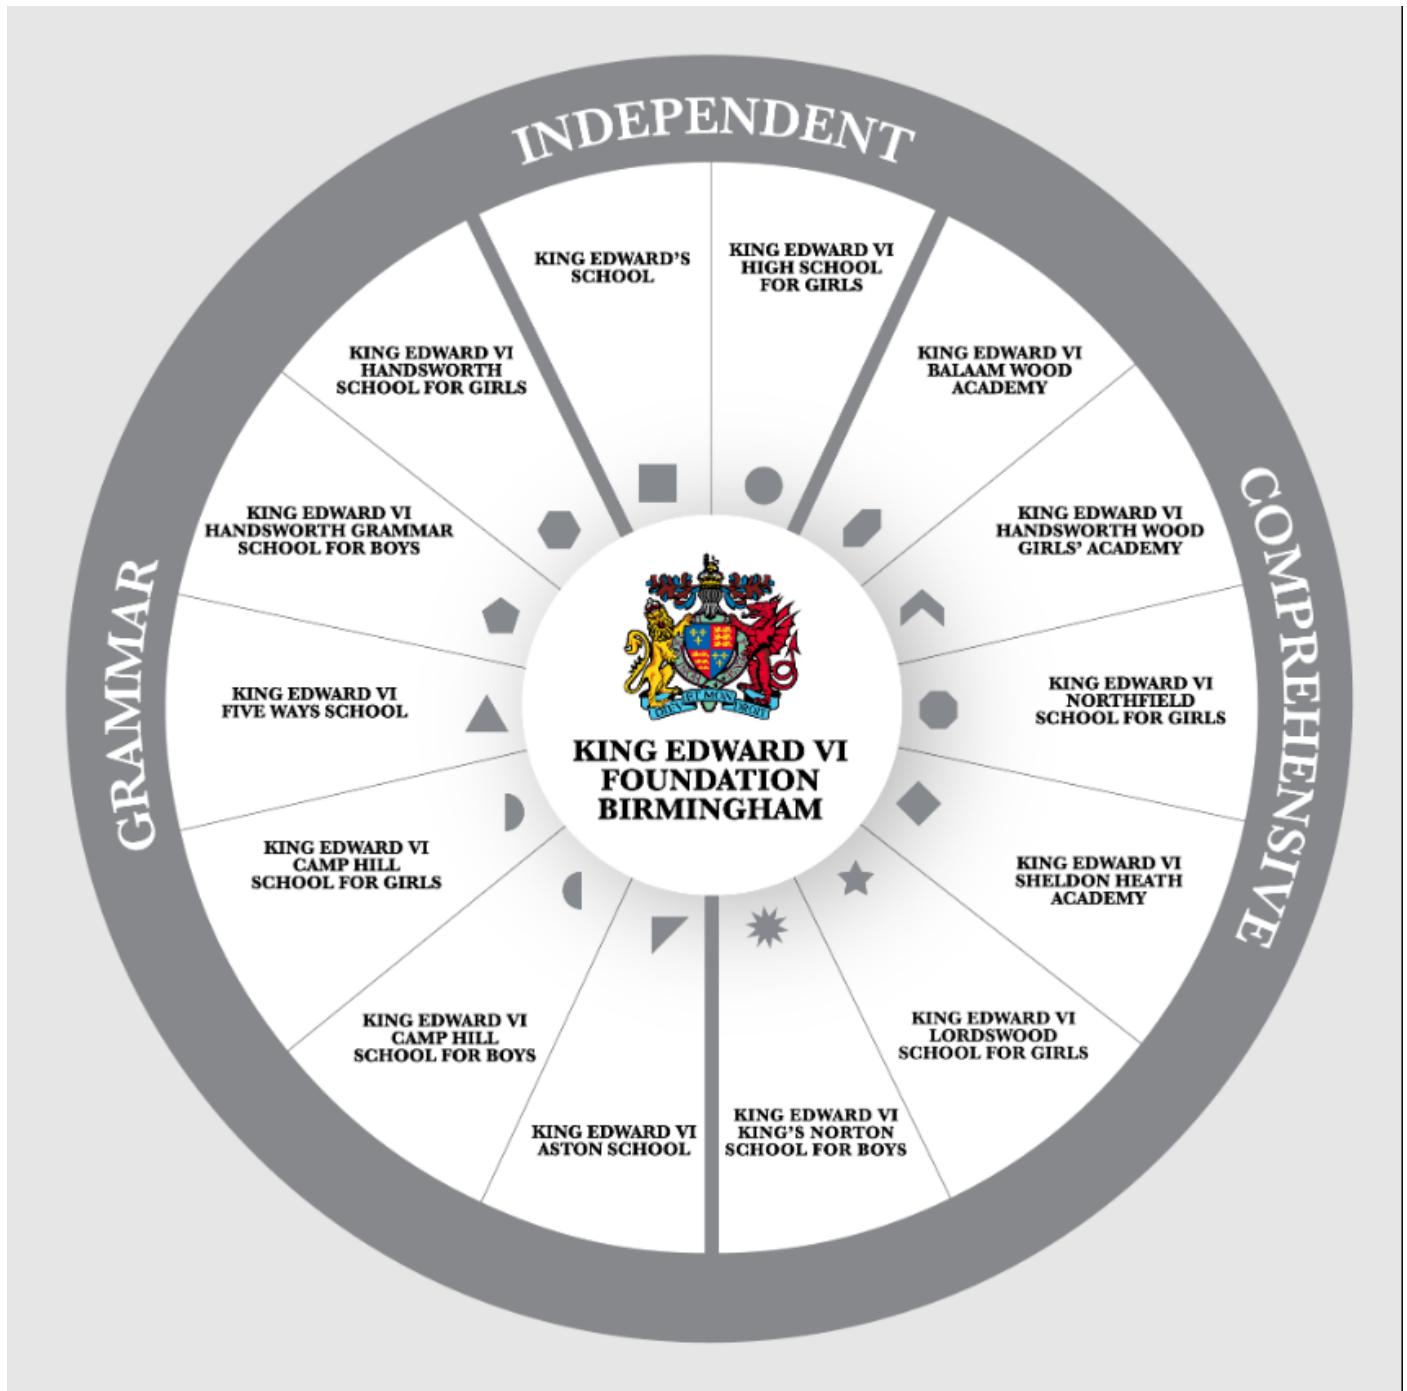 INDEPENDENT
KING EDWARD'S
SCHOOL
KING EDWARD VI
HIGH SCHOOL
FOR GIRLS
KING EDWARD VI
BALAAM WOOD
ACADEMY
KING EDWARD VI
HANDSWORTH WOOD
GIRLS' ACADEMY
KING EDWARD VI
NORTHFIELD
SCHOOL FOR GIRLS
KING EDWARD VI
SHELDON HEATH
ACADEMY
KING EDWARD VI
LORDSWOOD
SCHOOL FOR GIRLS
KING EDWARD VI
KING'S NORTON
SCHOOL FOR BOYS
COMPREHENSIVE
KING EDWARD VI
ASTON SCHOOL
KING EDWARD VI
CAMP HILL
SCHOOL FOR BOYS
KING EDWARD VI
CAMP HILL
SCHOOL FOR GIRLS
KING EDWARD VI
FIVE WAYS SCHOOL
KING EDWARD VI
HANDSWORTH GRAMMAR
SCHOOL FOR BOYS
KING EDWARD VI
HANDSWORTH
SCHOOL FOR GIRLS
GRAMMAR
DIEU ET MON DROIT
KING EDWARD VI
FOUNDATION
BIRMINGHAM